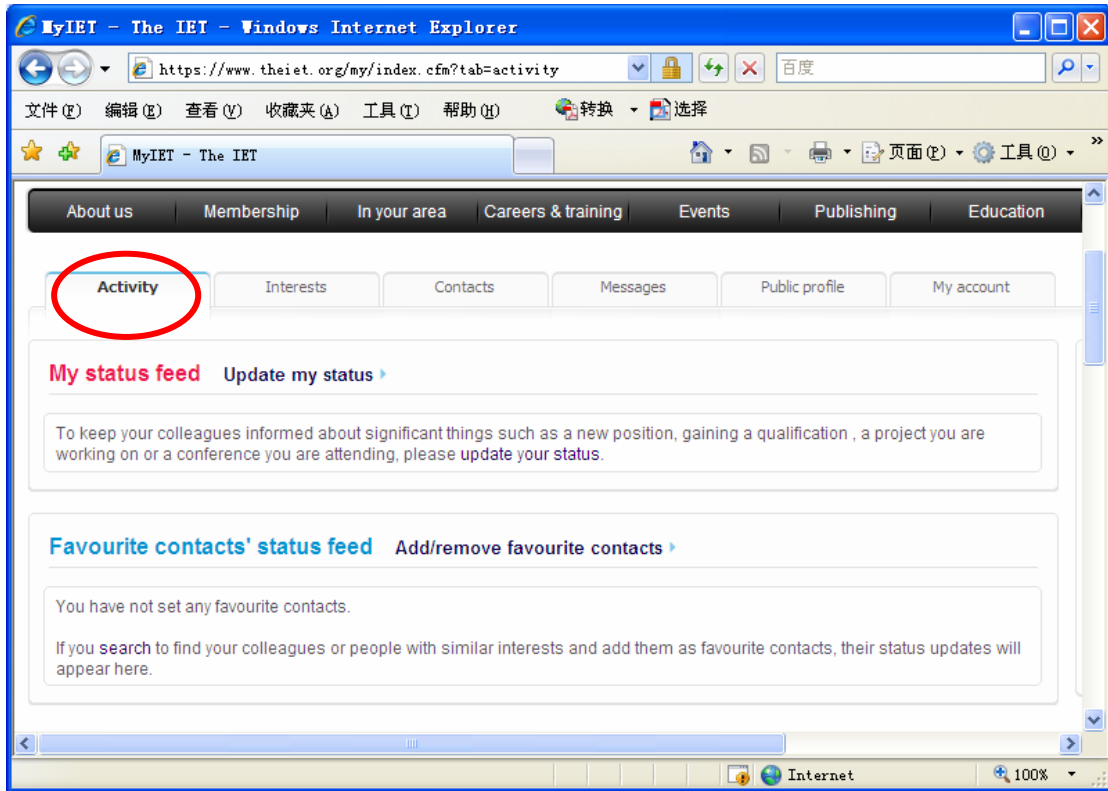 MyIET - The IET - Windows Internet Explorer
https://www.theiet.org/my/index.cfm?tab=activity 百度
文件(F) 编辑(E) 查看(V) 收藏夹(A) 工具(T) 帮助(H) 转换 选择
MyIET - The IET 页面(P) 工具(O) »
About us Membership In your area Careers & training Events Publishing Education
Activity Interests Contacts Messages Public profile My account
My status feed Update my status
To keep your colleagues informed about significant things such as a new position, gaining a qualification , a project you are
working on or a conference you are attending, please update your status.
Favourite contacts' status feed Add/remove favourite contacts
You have not set any favourite contacts.
If you search to find your colleagues or people with similar interests and add them as favourite contacts, their status updates will
appear here.
Internet 100%